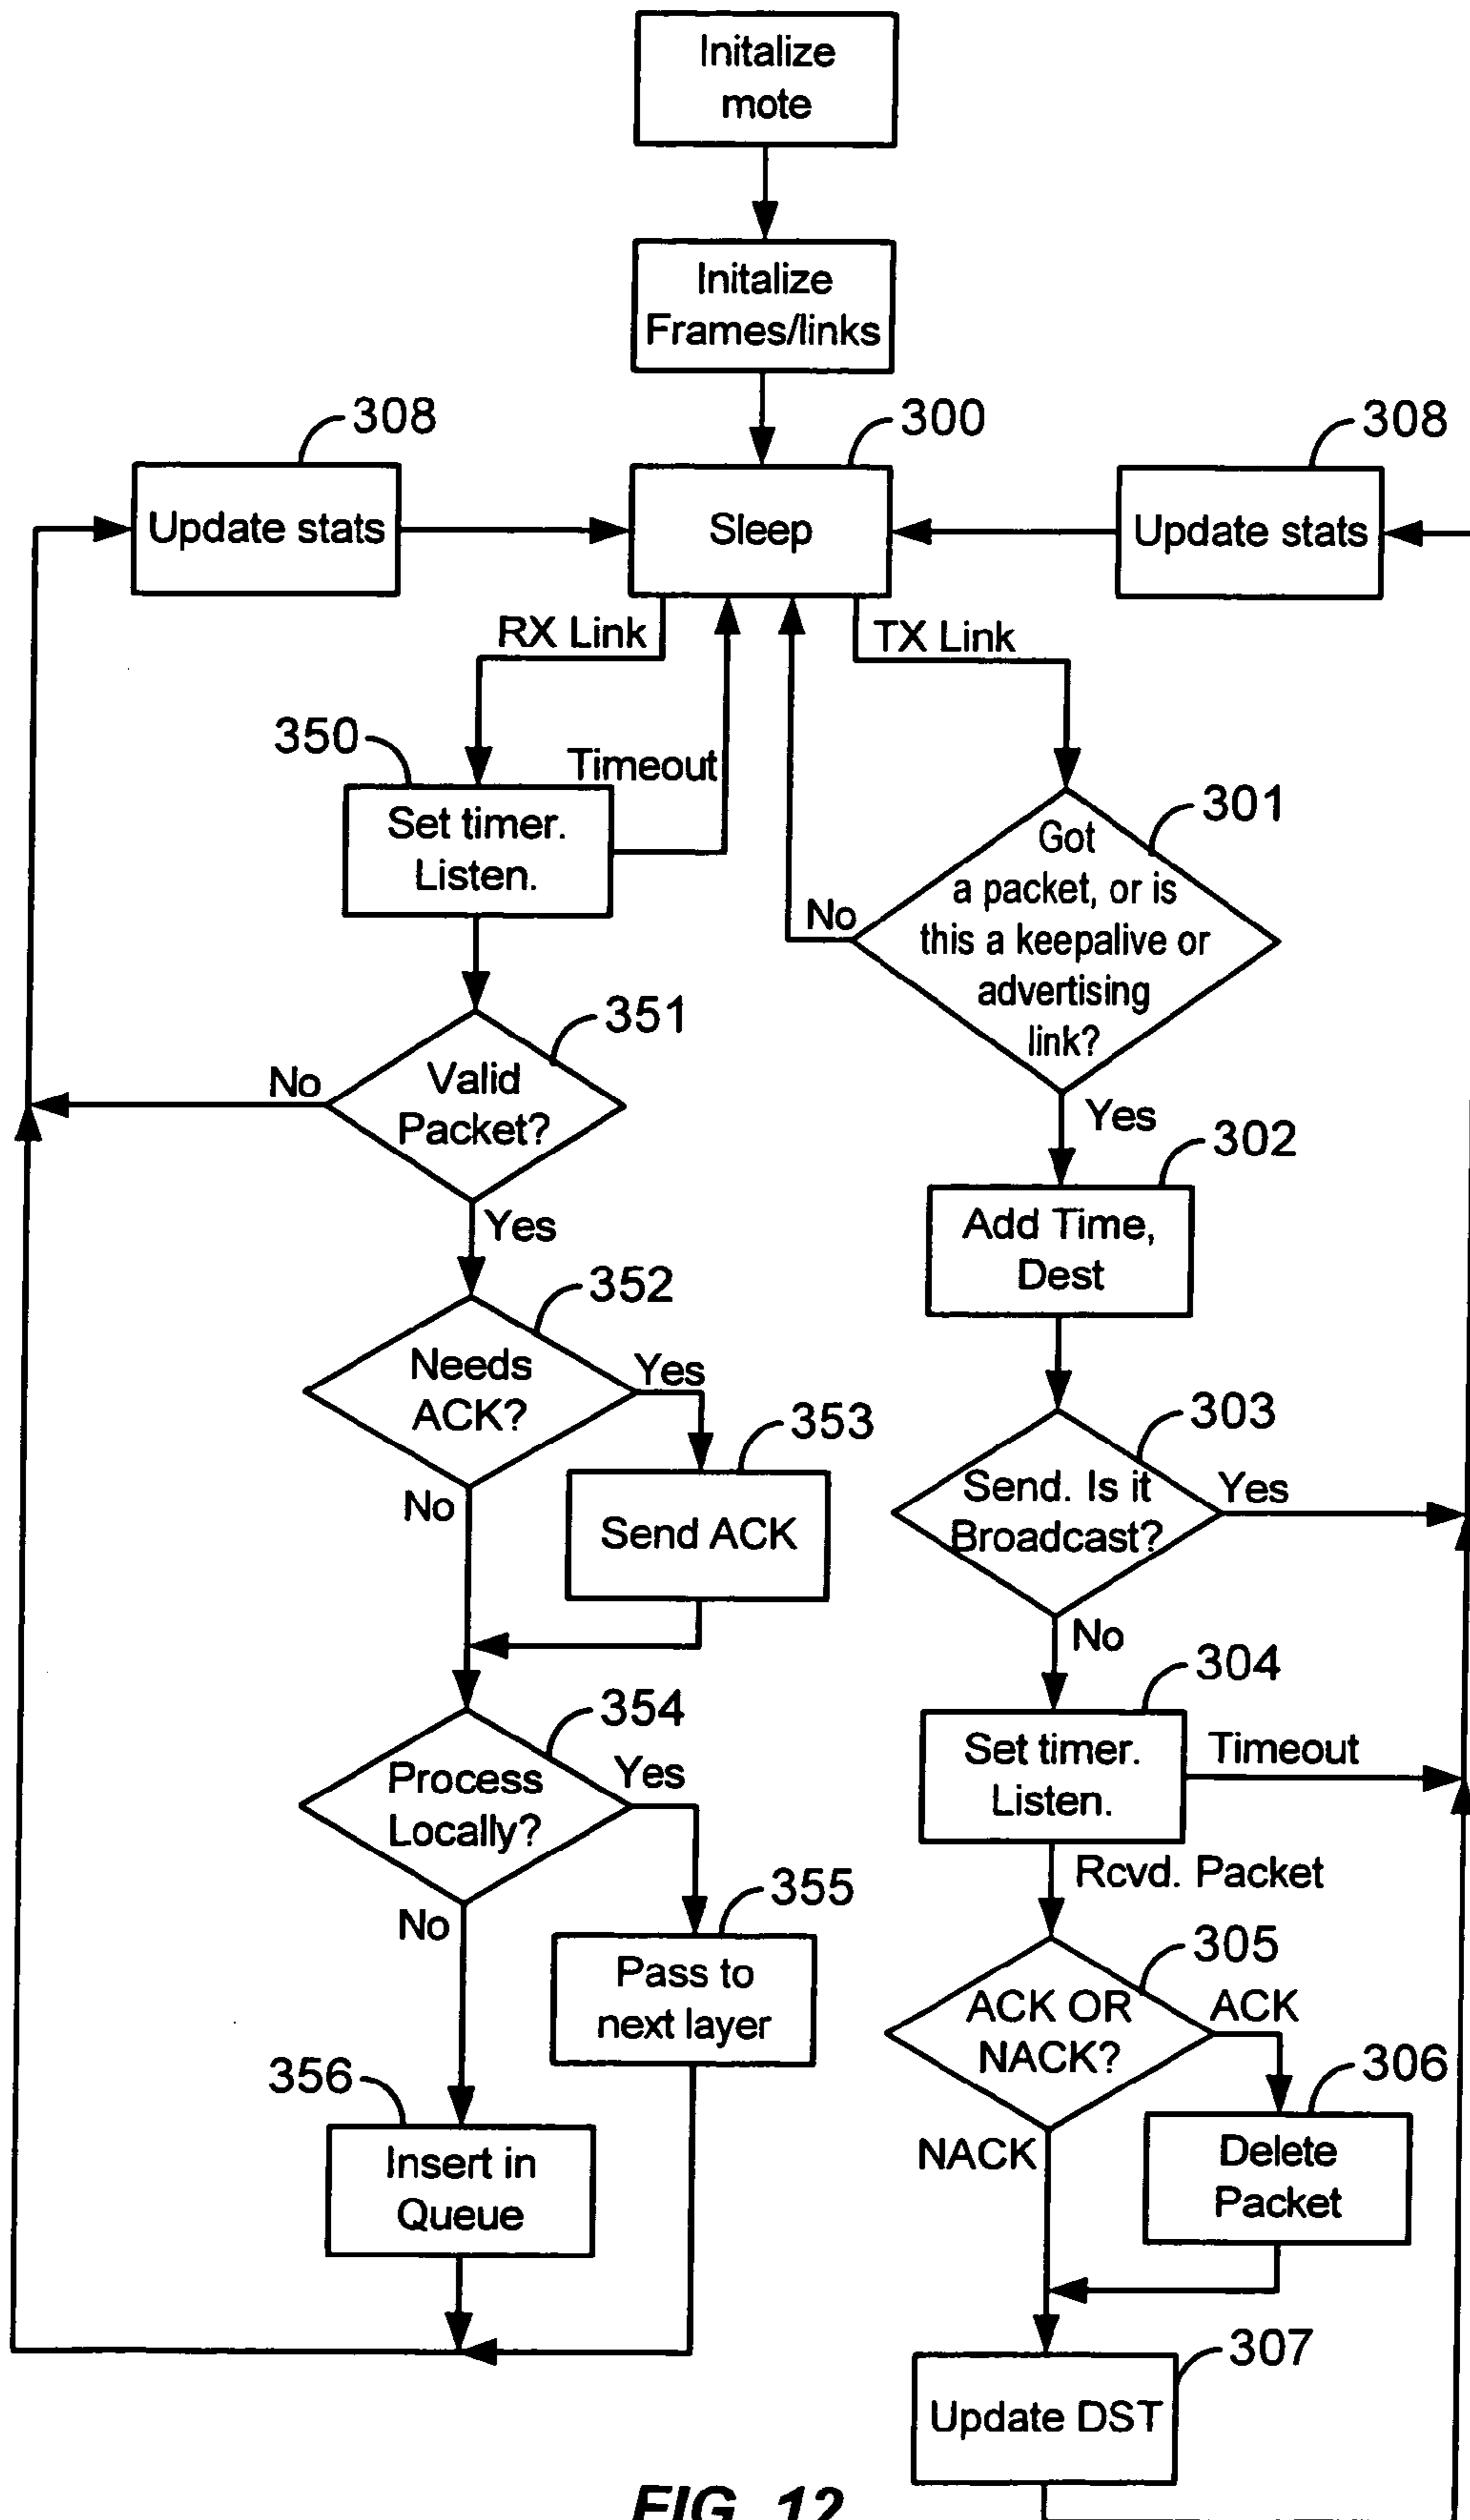 Initalize
mote
Initalize
Frames/links
308
300
308
Update stats
Sleep
Update stats
RX Link
TX Link
350
Timeout
Set timer.
Listen.
301
Got
a packet, or is
this a keepalive or
advertising
link?
No
351
Valid
Packet?
No
Yes
Yes
302
Add Time,
Dest
352
Needs
ACK?
Yes
No
353
Send ACK
303
Send. Is it
Broadcast?
Yes
No
304
Set timer.
Listen.
Timeout
Rcvd. Packet
354
Process
Locally?
Yes
No
355
Pass to
next layer
305
ACK OR
NACK?
ACK
NACK
306
Delete
Packet
356
Insert in
Queue
307
Update DST
FIG. 12